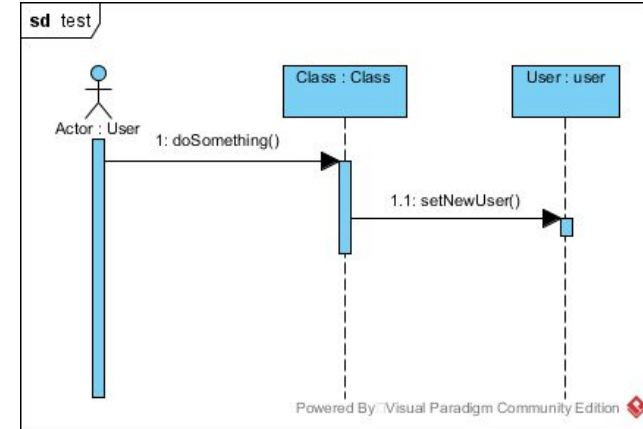 sd test
Class : Class
User : user
Actor : User
1: doSomething()
1.1: setNewUser()
Powered By Visual Paradigm Community Edition